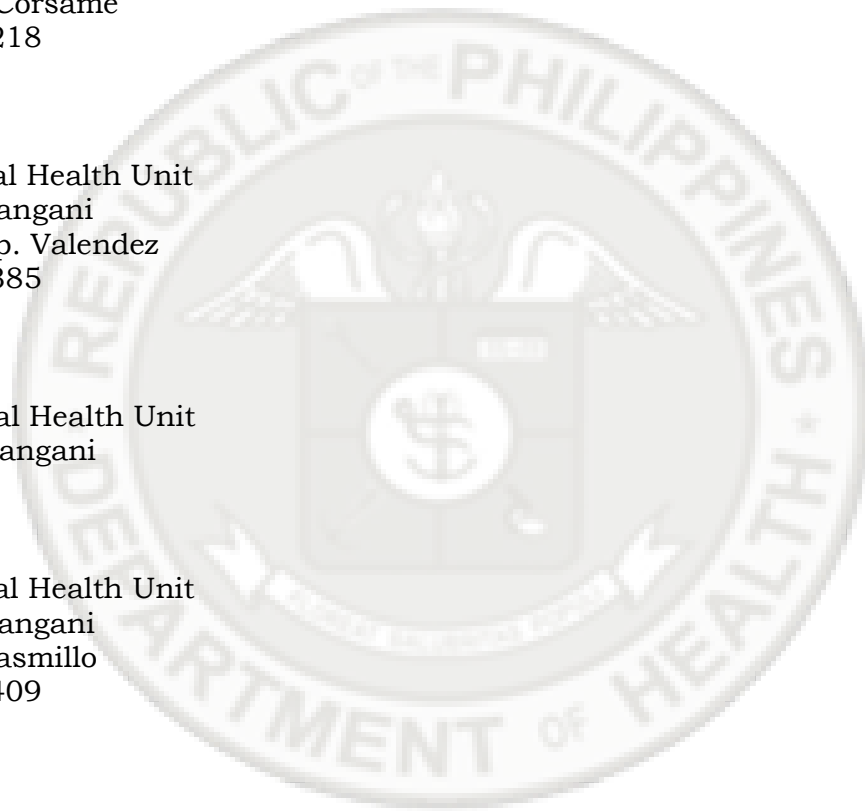 Corsame
218
al Health Unit
angani
p. Valendez
385
al Health Unit
angani
al Health Unit
angani
asmillo
409
REPUBLIC OF THE PHILIPPINES
DEPARTMENT OF HEALTH